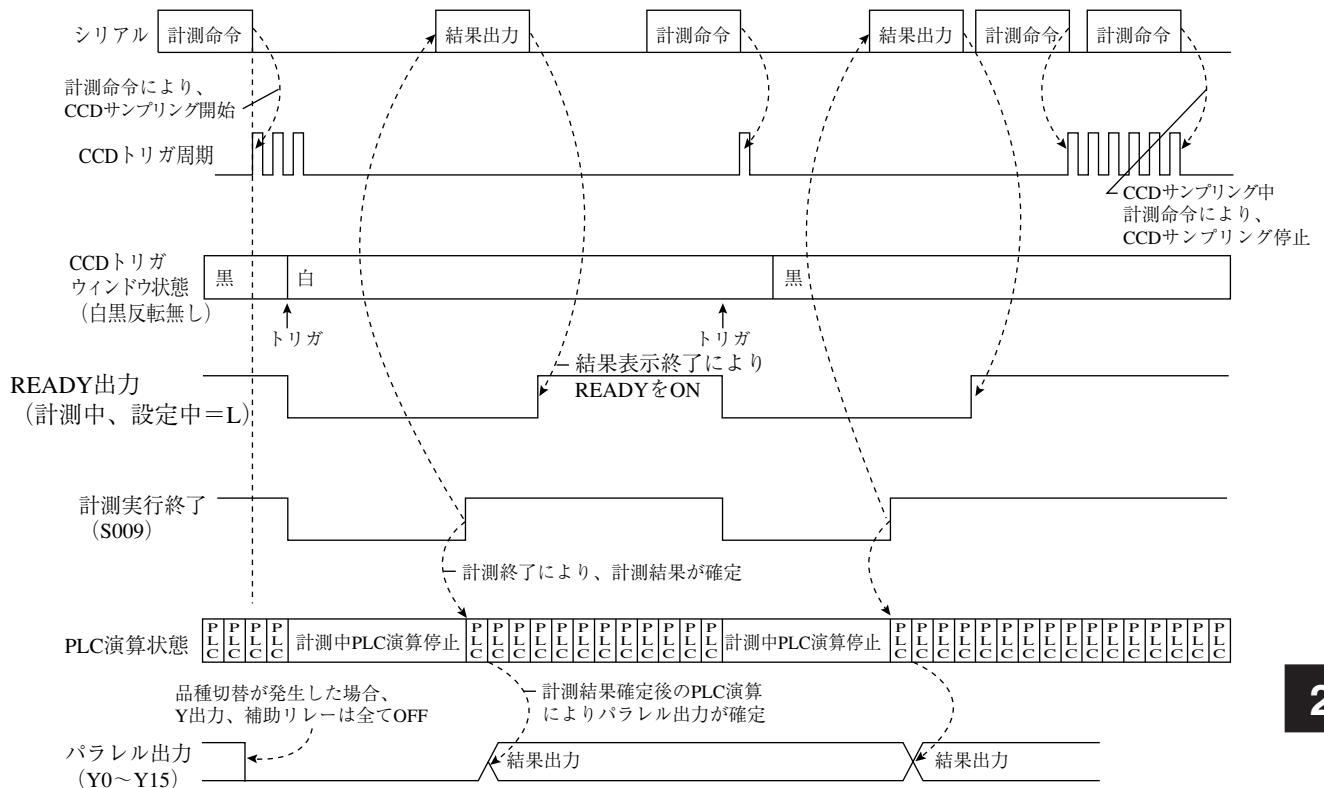 シリアル 計測命令 結果出力 計測命令 結果出力 計測命令 計測命令
計測命令により、
CCDサンプリング開始
CCDトリガ周期
CCDサンプリング中
計測命令により、
CCDサンプリング停止
CCDトリガ
ウィンドウ状態
（白黒反転無し）
黒 白 黒
トリガ トリガ
結果表示終了により
READYをON
READY出力
（計測中、設定中＝L）
計測実行終了
（S009）
計測終了により、計測結果が確定
PLC演算状態 PLC PLC PLC PLC 計測中PLC演算停止 PLC PLC PLC PLC PLC PLC PLC PLC PLC PLC PLC PLC 計測中PLC演算停止 PLC PLC PLC PLC PLC PLC PLC PLC PLC PLC PLC PLC PLC PLC PLC PLC
品種切替が発生した場合、
Y出力、補助リレーは全てOFF
計測結果確定後のPLC演算
によりパラレル出力が確定
2
パラレル出力
（Y0〜Y15）
結果出力 結果出力